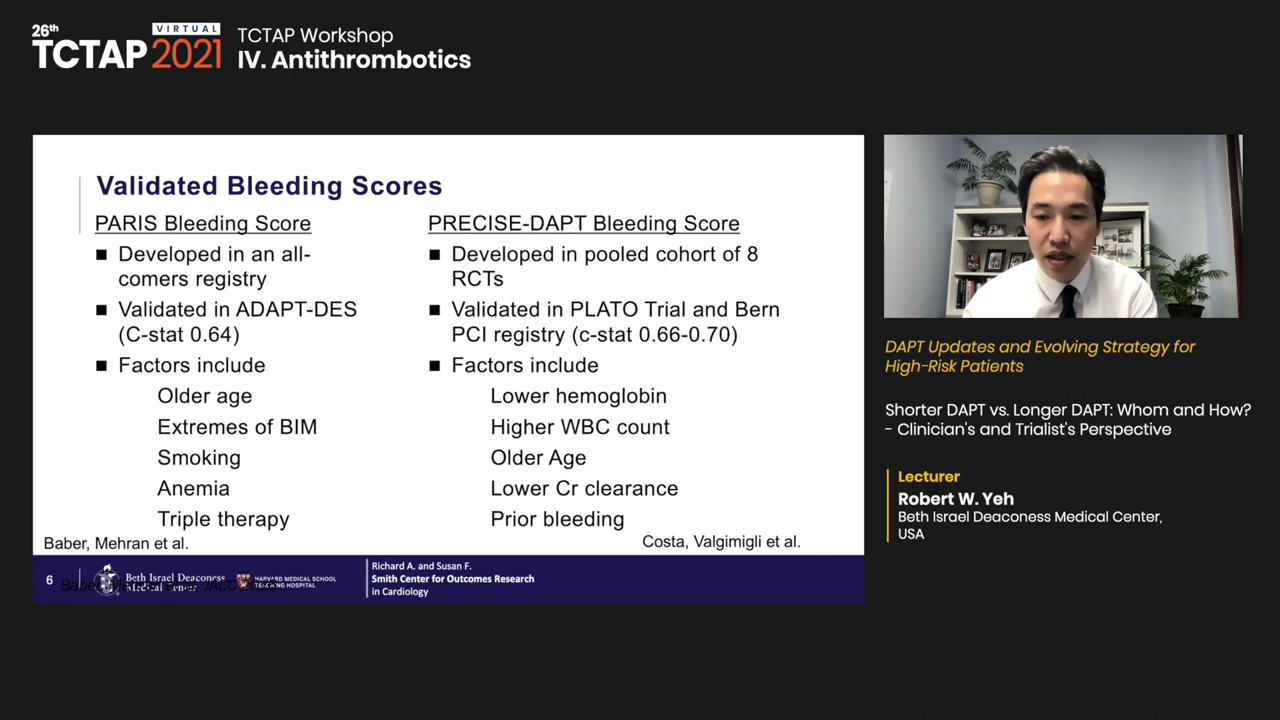 26th
VIRTUAL
TCTAP 2021
TCTAP Workshop
IV. Antithrombotics
Validated Bleeding Scores
PARIS Bleeding Score
■ Developed in an all-
comers registry
■ Validated in ADAPT-DES
(C-stat 0.64)
■ Factors include
Older age
Extremes of BIM
Smoking
Anemia
Triple therapy
Baber, Mehran et al.
PRECISE-DAPT Bleeding Score
■ Developed in pooled cohort of 8
RCTs
■ Validated in PLATO Trial and Bern
PCI registry (c-stat 0.66-0.70)
■ Factors include
Lower hemoglobin
Higher WBC count
Older Age
Lower Cr clearance
Prior bleeding
Costa, Valgimigli et al.
6
Beth Israel Deaconess
Medical Center
HARVARD MEDICAL SCHOOL
TEACHING HOSPITAL
Richard A. and Susan F.
Smith Center for Outcomes Research
in Cardiology
DAPT Updates and Evolving Strategy for
High-Risk Patients
Shorter DAPT vs. Longer DAPT: Whom and How?
- Clinician's and Trialist's Perspective
Lecturer
Robert W. Yeh
Beth Israel Deaconess Medical Center,
USA